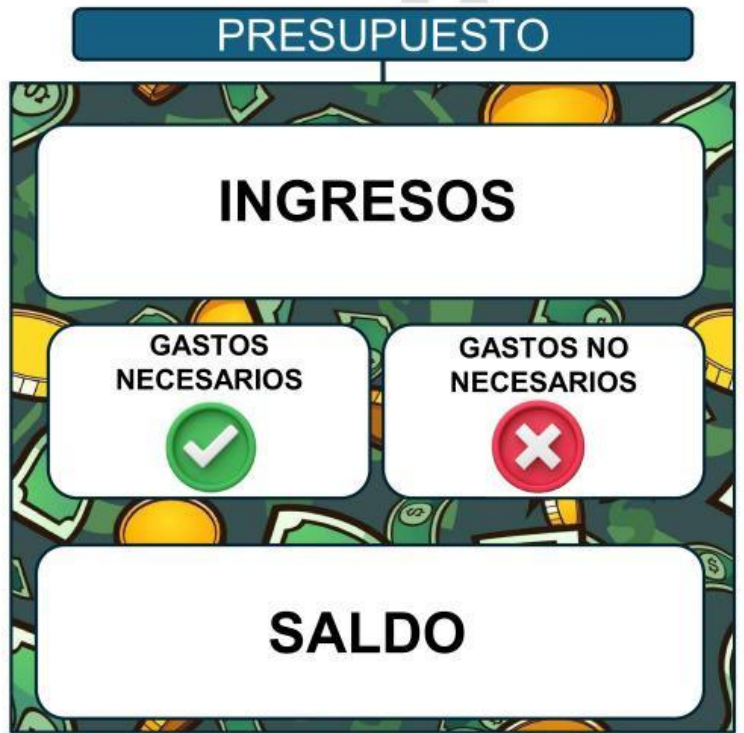 PRESUPUESTO
INGRESOS
GASTOS
NECESARIOS
GASTOS NO
NECESARIOS
SALDO